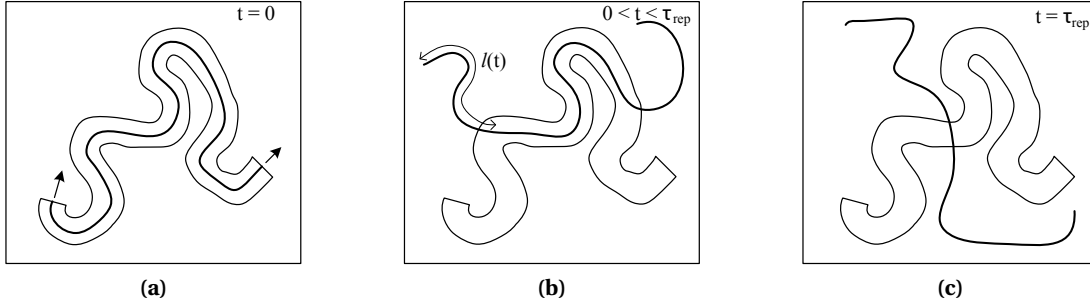 t = 0
0 < t < τ_rep
t = τ_rep
l(t)
(a)
(b)
(c)